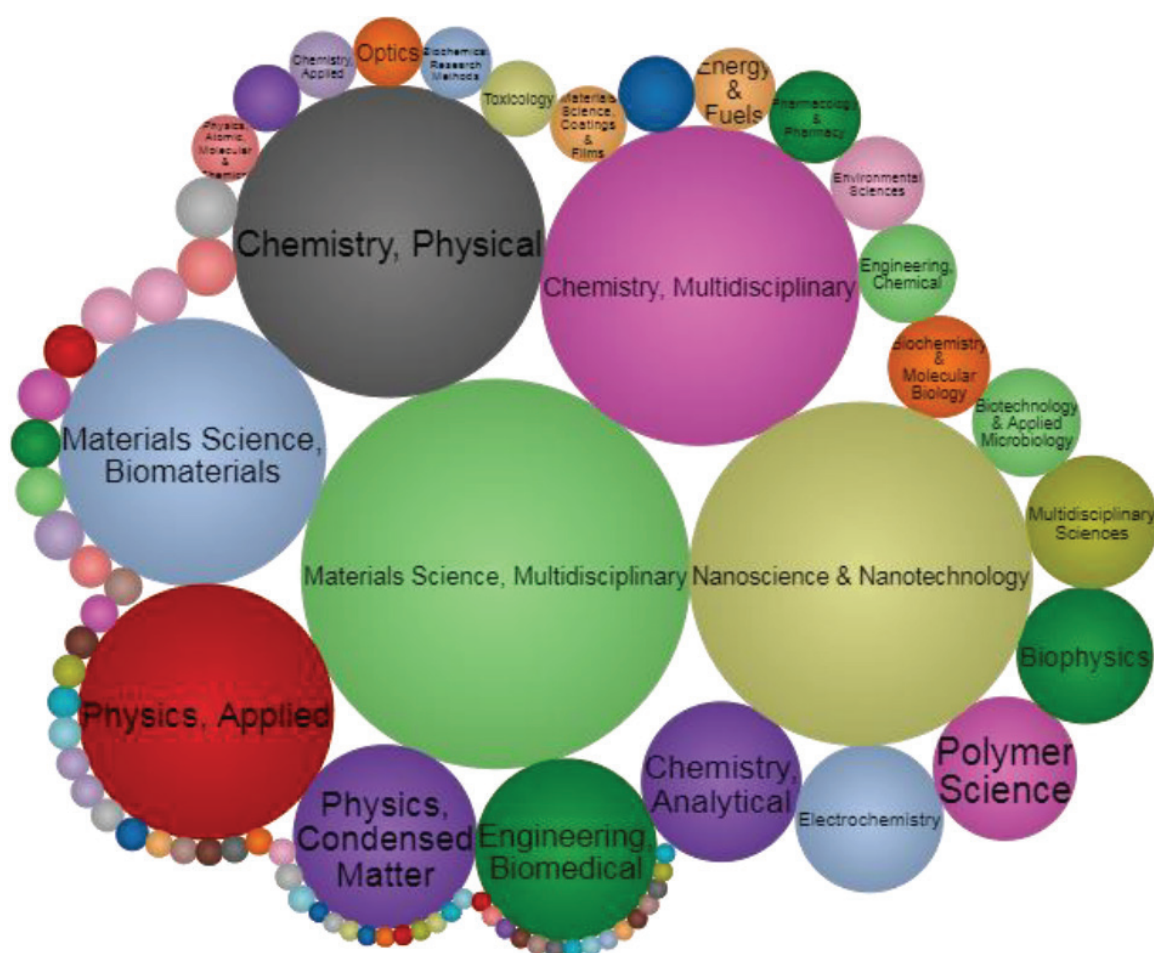 Optics
Chemistry,
Applied
Biochemical
Research
Methods
Toxicology
Materials
Science,
Coatings
&
Films
Energy
&
Fuels
Pharmacology
&
Pharmacy
Physics,
Atomic,
Molecular
&
Environmental
Sciences
Chemistry, Physical
Chemistry, Multidisciplinary
Engineering,
Chemical
Biochemistry
&
Molecular
Biology
Biotechnology
& Applied
Microbiology
Materials Science,
Biomaterials
Multidisciplinary
Sciences
Materials Science, Multidisciplinary
Nanoscience & Nanotechnology
Biophysics
Physics, Applied
Polymer
Science
Chemistry,
Analytical
Electrochemistry
Physics,
Condensed
Matter
Engineering,
Biomedical